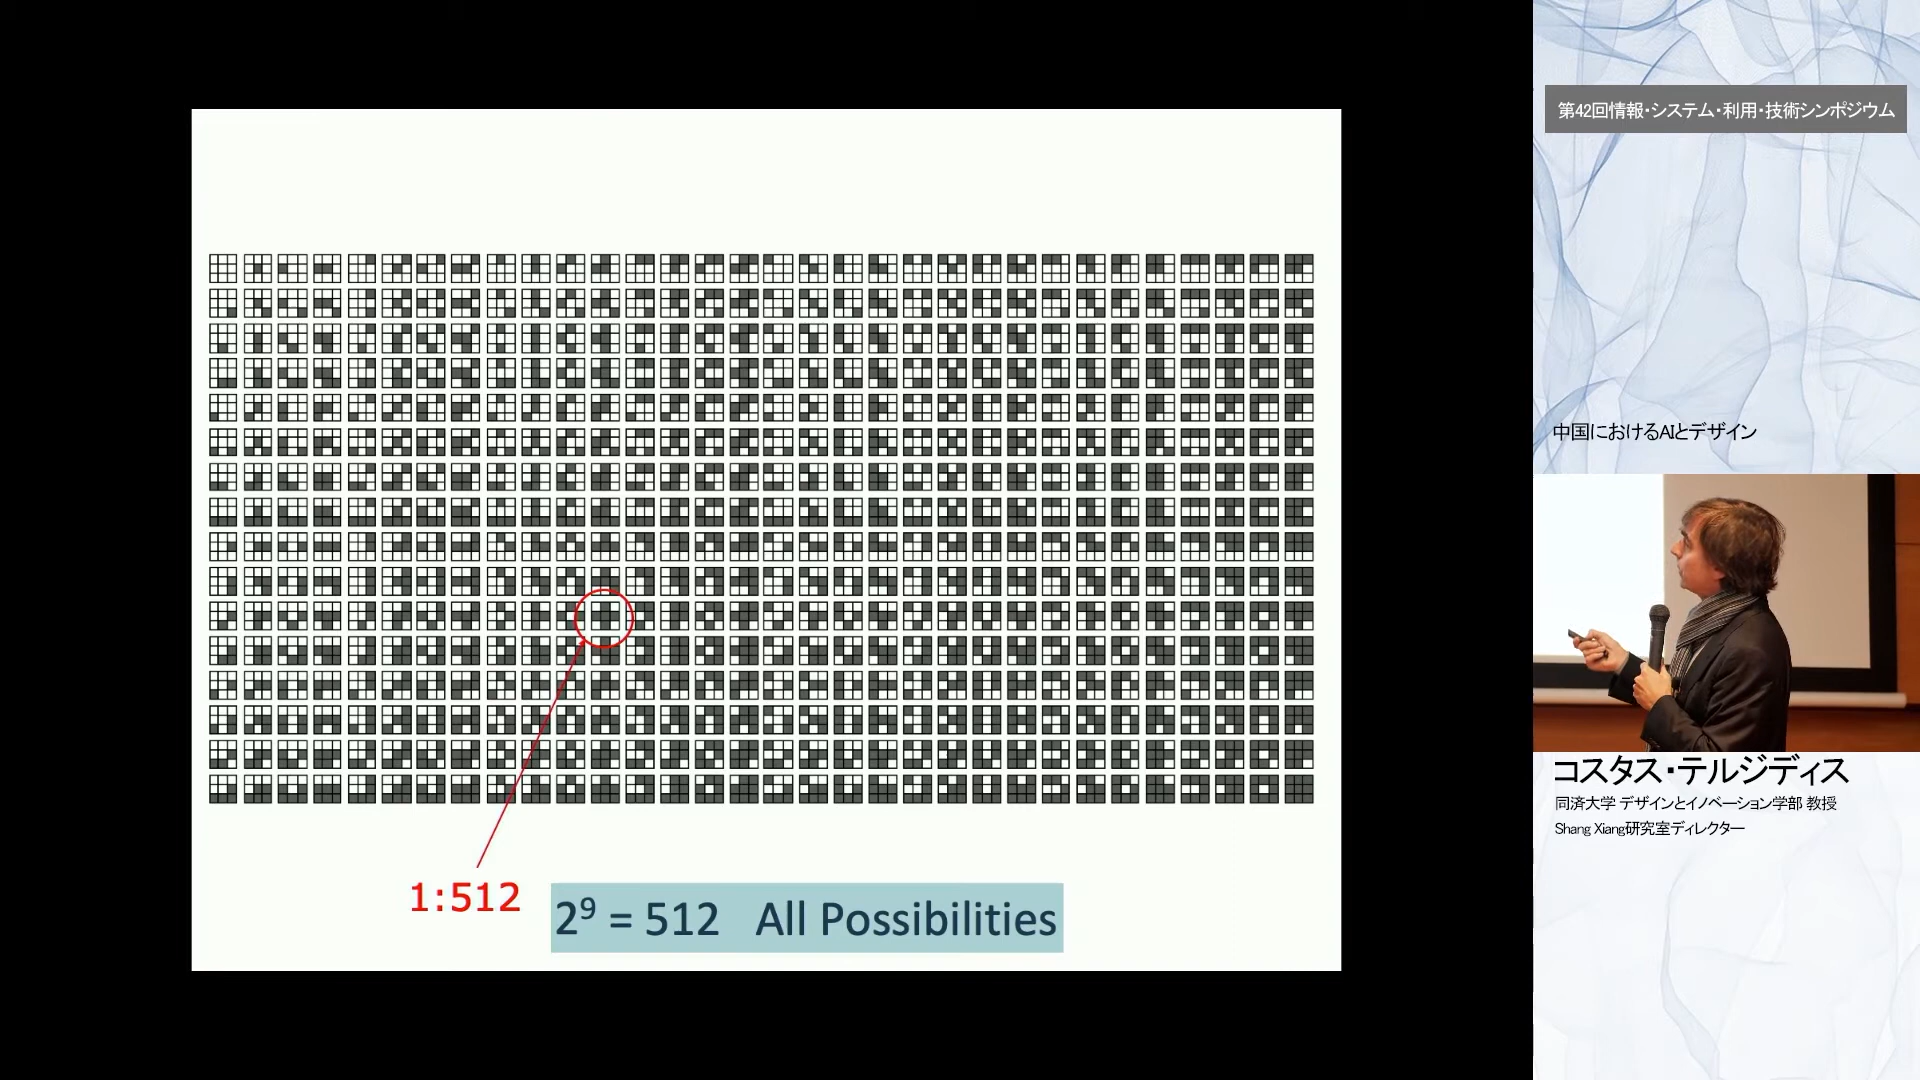 1:512
2⁹ = 512 All Possibilities
第42回情報・システム・利用・技術シンポジウム
中国におけるAIとデザイン
コスタス・テルジディス
同済大学 デザインとイノベーション学部 教授
Shang Xiang研究室ディレクター